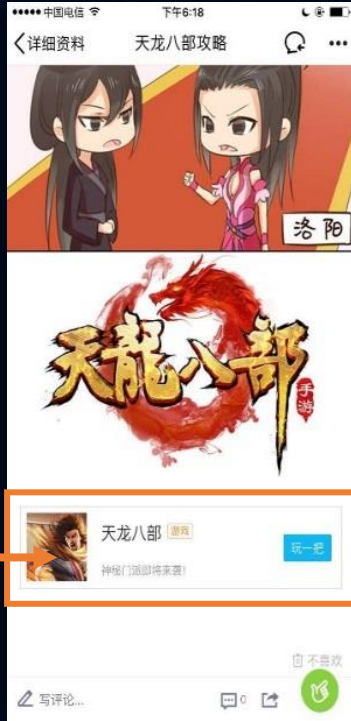 中国电信 下午6:18
详细资料 天龙八部攻略
洛阳
天龍八部
手游
天龙八部 游戏
神秘门派即将来袭!
玩一把
不喜欢
写评论... 0